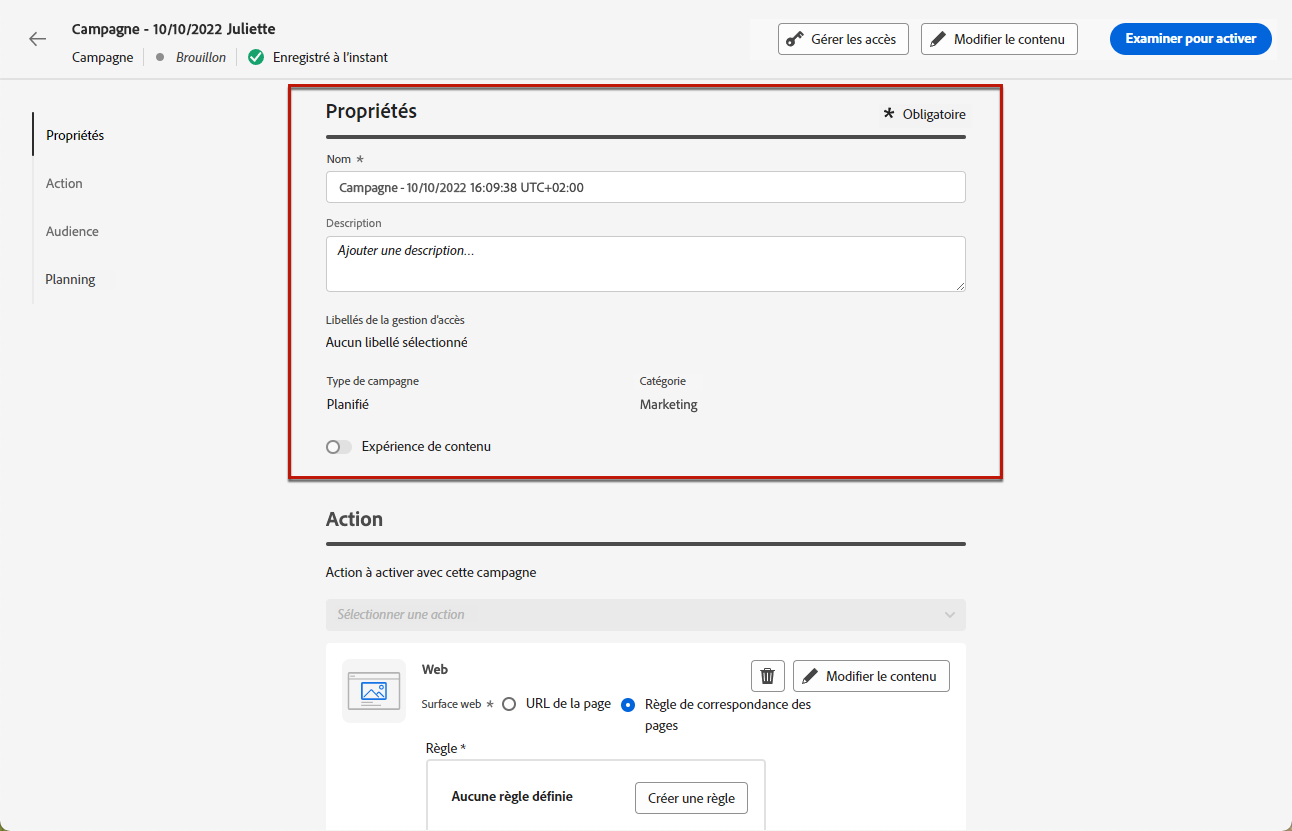 Campagne - 10/10/2022 Juliette
Campagne
Brouillon
Enregistré à l'instant
Gérer les accès
Modifier le contenu
Examiner pour activer
Propriétés
Action
Audience
Planning
Propriétés
* Obligatoire
Nom *
Campagne - 10/10/2022 16:09:38 UTC+02:00
Description
Ajouter une description...
Libellés de la gestion d'accès
Aucun libellé sélectionné
Type de campagne
Catégorie
Planifié
Marketing
Expérience de contenu
Action
Action à activer avec cette campagne
Sélectionner une action
Web
Modifier le contenu
Surface web * URL de la page Règle de correspondance des
pages
Règle *
Aucune règle définie
Créer une règle